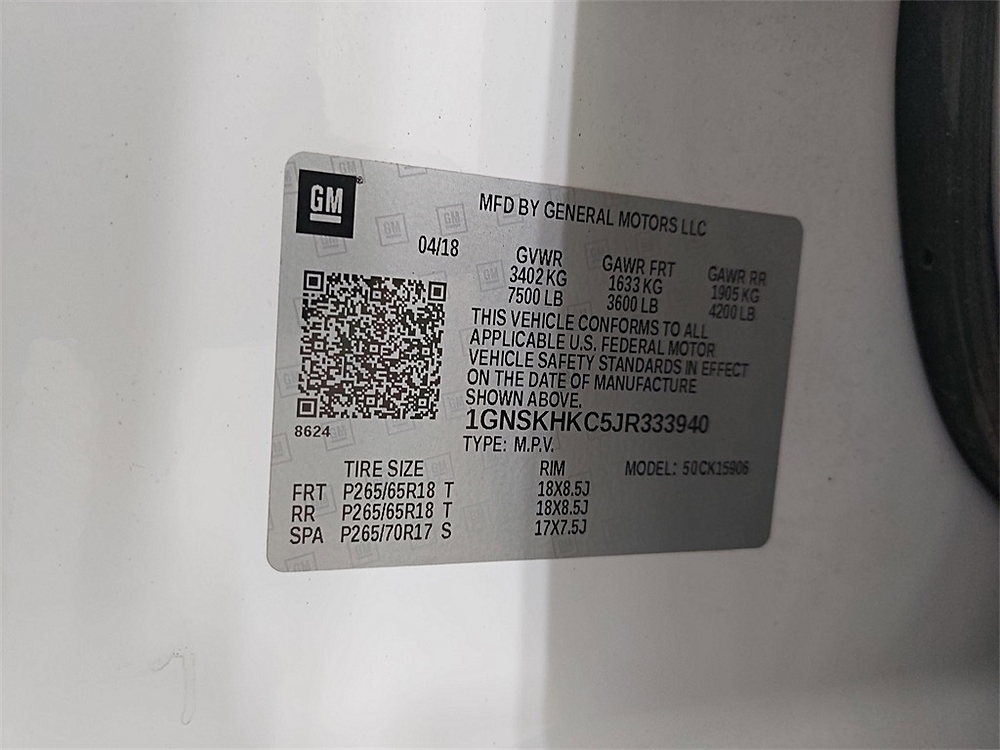 GM
MFD BY GENERAL MOTORS LLC
04/18
GVWR GAWR FRT GAWR RR
3402 KG 1633 KG 1905 KG
7500 LB 3600 LB 4200 LB
THIS VEHICLE CONFORMS TO ALL
APPLICABLE U.S. FEDERAL MOTOR
VEHICLE SAFETY STANDARDS IN EFFECT
ON THE DATE OF MANUFACTURE
SHOWN ABOVE.
8624
1GNSKHKC5JR333940
TYPE: M.P.V.
TIRE SIZE RIM MODEL: 50CK15906
FRT P265/65R18 T 18X8.5J
RR P265/65R18 T 18X8.5J
SPA P265/70R17 S 17X7.5J